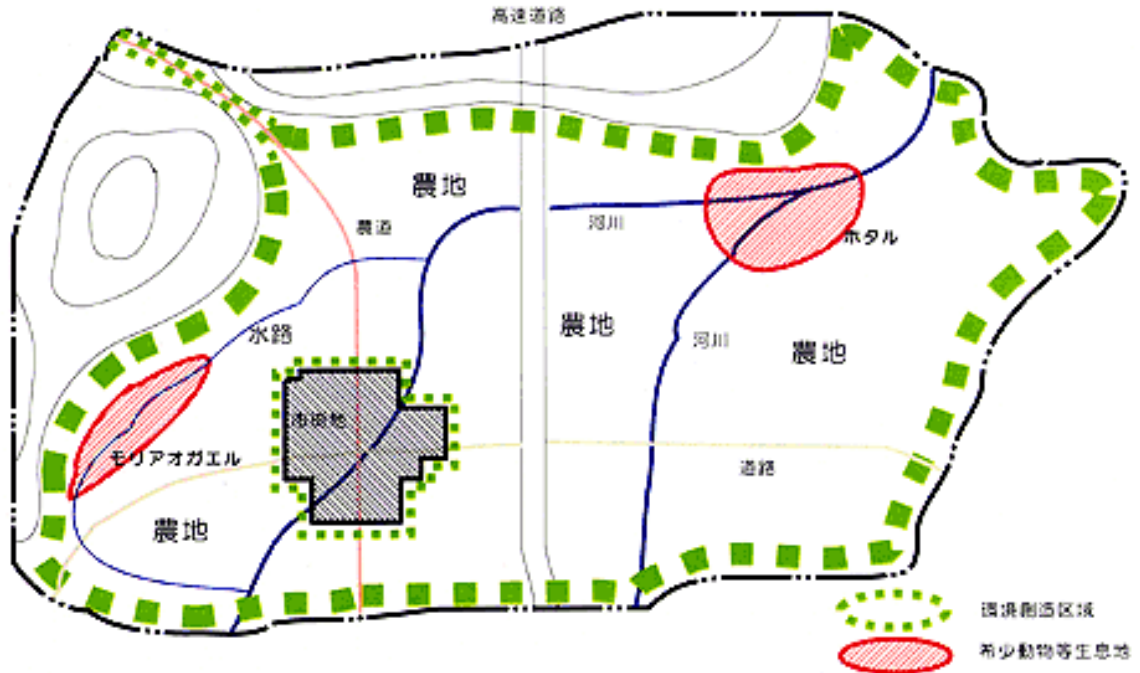 高速道路
農地
農道
河川
ホタル
水路
農地
河川
農地
市街地
モリアオガエル
道路
農地
環境創造区域
希少動物等生息地